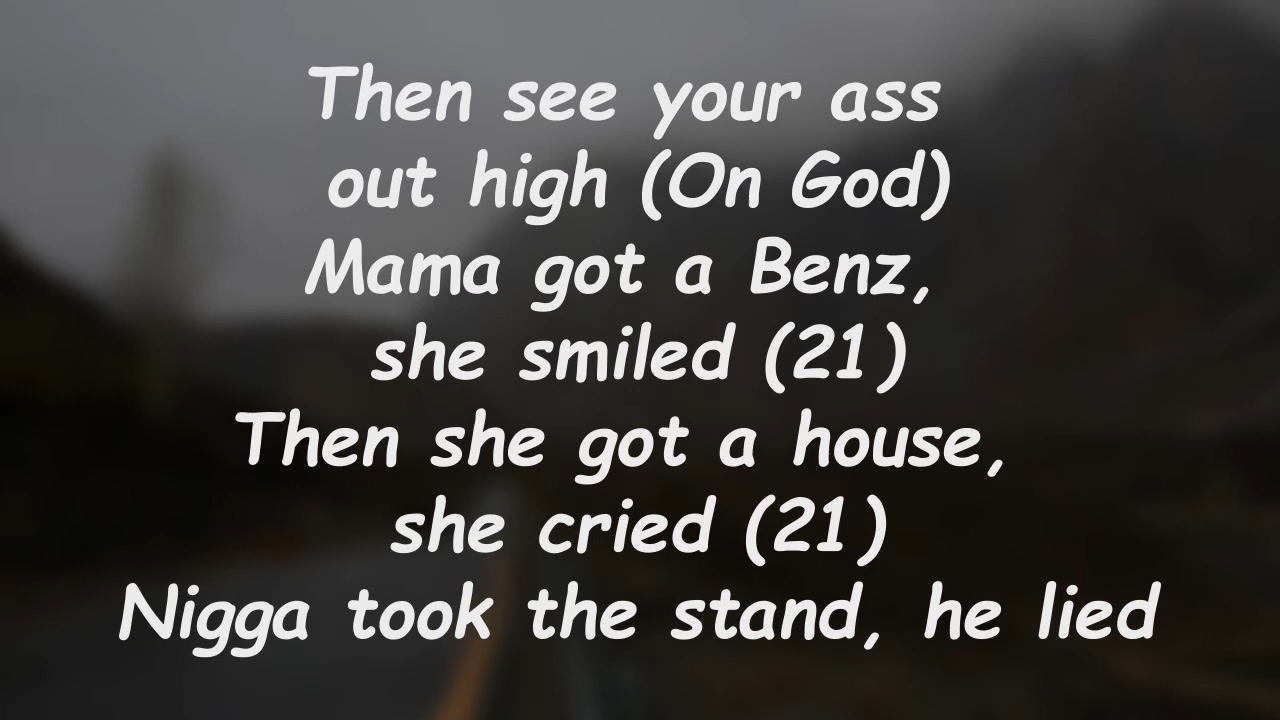 Then see your ass
out high (On God)
Mama got a Benz,
she smiled (21)
Then she got a house,
she cried (21)
Nigga took the stand, he lied